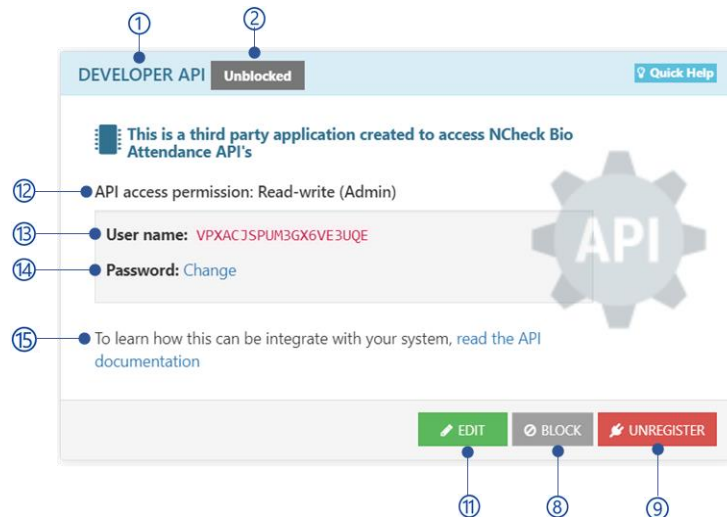 ① ②
DEVELOPER API Unblocked Quick Help
This is a third party application created to access NCheck Bio
Attendance API's
⑫ API access permission: Read-write (Admin)
⑬ User name: VPXACJSPUM3GX6VE3UQE
⑭ Password: Change
API
⑮ To learn how this can be integrate with your system, read the API
documentation
EDIT BLOCK UNREGISTER
⑪ ⑧ ⑨